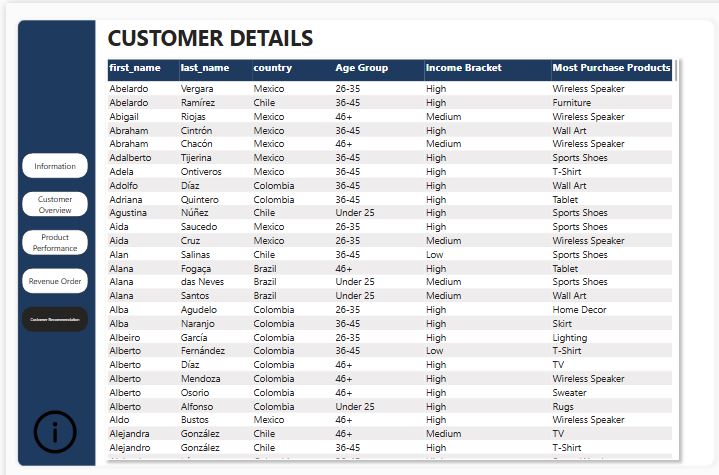 CUSTOMER DETAILS
first_name last_name country Age Group Income Bracket Most Purchase Products
Abelardo Vergara Mexico 26-35 High Wireless Speaker
Abelardo Ramírez Chile 36-45 High Furniture
Abigail Riojas Mexico 46+ Medium Wireless Speaker
Abraham Cintrón Mexico 36-45 High Wall Art
Abraham Chacón Mexico 46+ Medium Wireless Speaker
Adalberto Tijerina Mexico 36-45 High Sports Shoes
Adela Ontiveros Mexico 36-45 High T-Shirt
Adolfo Díaz Colombia 36-45 High Wall Art
Adriana Quintero Colombia 36-45 High Tablet
Agustina Núñez Chile Under 25 High Sports Shoes
Aida Saucedo Mexico 26-35 High Sports Shoes
Aida Cruz Mexico 26-35 Medium Wireless Speaker
Alan Salinas Chile 36-45 Low Sports Shoes
Alana Fogaça Brazil 46+ High Tablet
Alana das Neves Brazil Under 25 Medium Sports Shoes
Alana Santos Brazil Under 25 Medium Wall Art
Alba Agudelo Colombia 26-35 High Home Decor
Alba Naranjo Colombia 36-45 High Skirt
Albeiro García Colombia 26-35 High Lighting
Alberto Fernández Colombia 36-45 Low T-Shirt
Alberto Díaz Colombia 46+ High TV
Alberto Mendoza Colombia 46+ High Wireless Speaker
Alberto Osorio Colombia 46+ High Sweater
Alberto Alfonso Colombia Under 25 High Rugs
Aldo Bustos Mexico 46+ High Wireless Speaker
Alejandra González Chile 46+ Medium TV
Alejandro González Chile 36-45 High T-Shirt
Information
Customer
Overview
Product
Performance
Revenue Order
Customer Recommendation